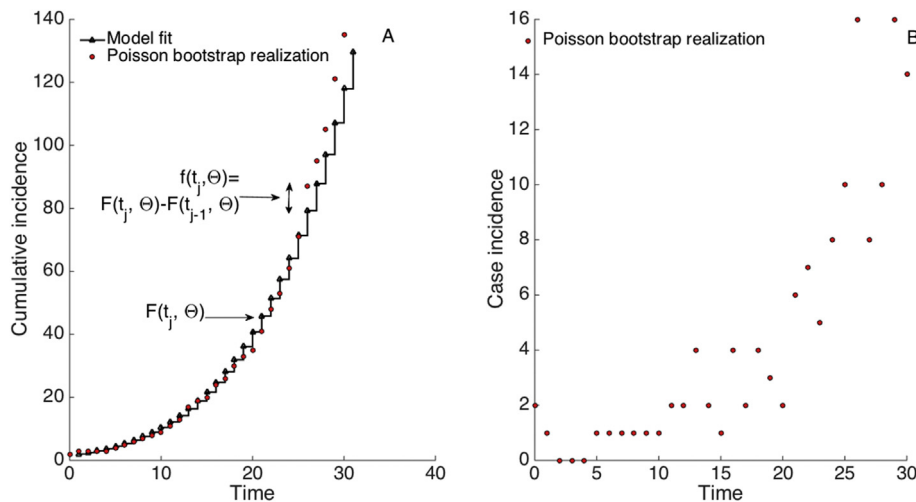 140
120
100
80
60
40
20
0
Cumulative incidence
A
Model fit
Poisson bootstrap realization
f(t_j,Θ)=
F(t_j, Θ)-F(t_{j-1}, Θ)
F(t_j, Θ)
0 10 20 30 40
Time
16
14
12
10
8
6
4
2
0
Case incidence
B
Poisson bootstrap realization
0 5 10 15 20 25 30
Time